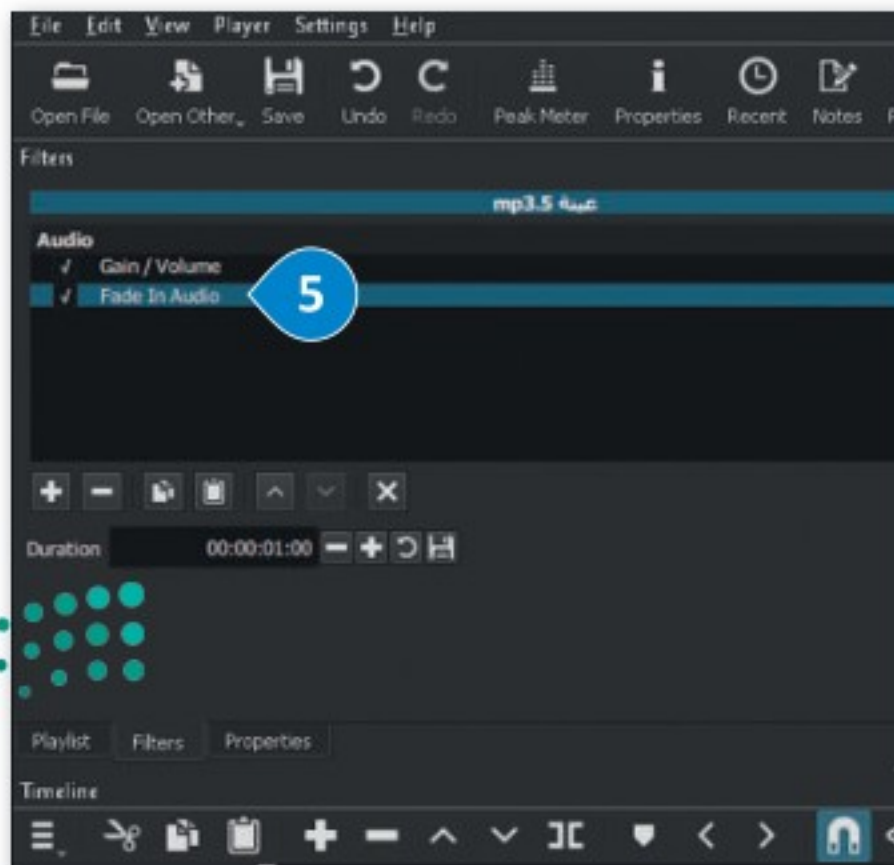 File Edit View Player Settings Help
Open File Open Other Save Undo Redo Peak Meter Properties Recent Notes
Filters
عينة 5.mp3
Audio
√ Gain / Volume
√ Fade In Audio
5
Duration 00:00:01:00
Playlist Filters Properties
Timeline